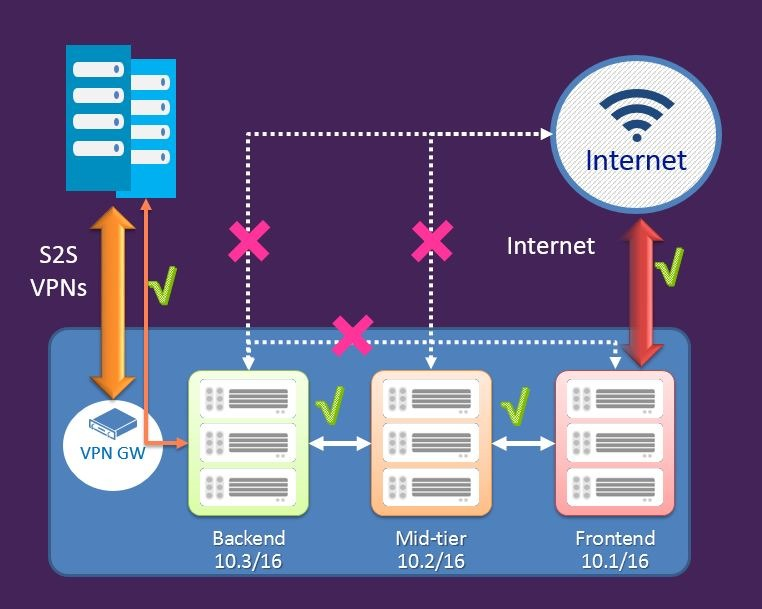 Internet
S2S
VPNs
Internet
VPN GW
Backend
10.3/16
Mid-tier
10.2/16
Frontend
10.1/16